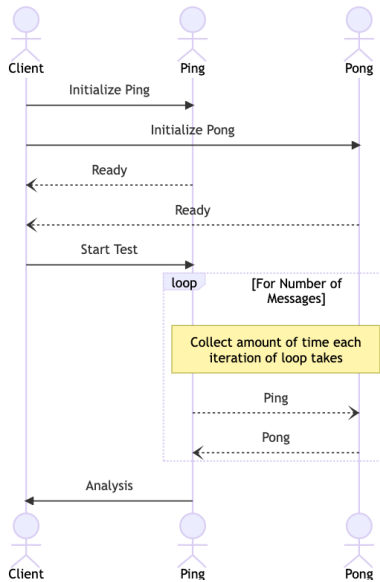 Client Ping Pong
Initialize Ping
Initialize Pong
Ready
Ready
Start Test
loop [For Number of
Messages]
Collect amount of time each
iteration of loop takes
Ping
Pong
Analysis
Client Ping Pong